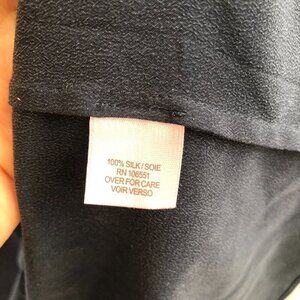 100% SILK / SOIE
RN 106551
OVER FOR CARE
VOIR VERSO